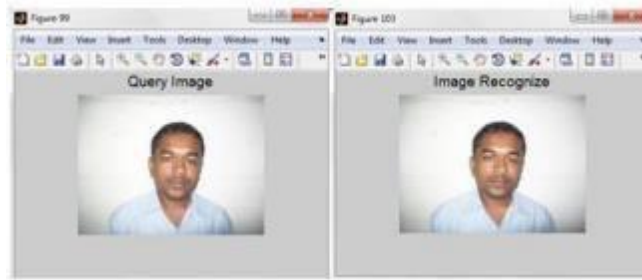 Figure 99
File Edit View Insert Tools Desktop Window Help
Query Image
Figure 103
File Edit View Insert Tools Desktop Window Help
Image Recognize